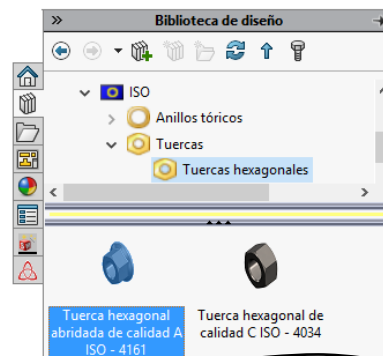 Biblioteca de diseño
ISO
Anillos tóricos
Tuercas
Tuercas hexagonales
Tuerca hexagonal
abridada de calidad A
ISO - 4161
Tuerca hexagonal de
calidad C ISO - 4034